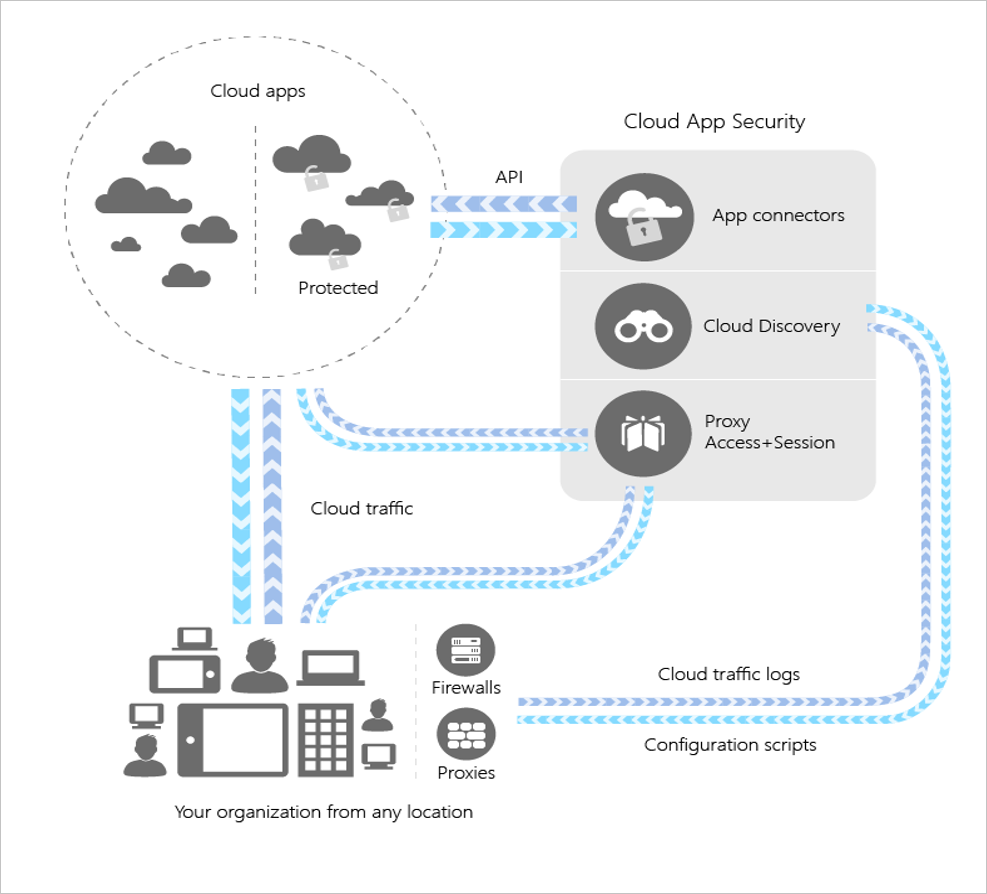 Cloud apps
Protected
API
Cloud App Security
App connectors
Cloud Discovery
Proxy
Access+Session
Cloud traffic
Firewalls
Proxies
Cloud traffic logs
Configuration scripts
Your organization from any location